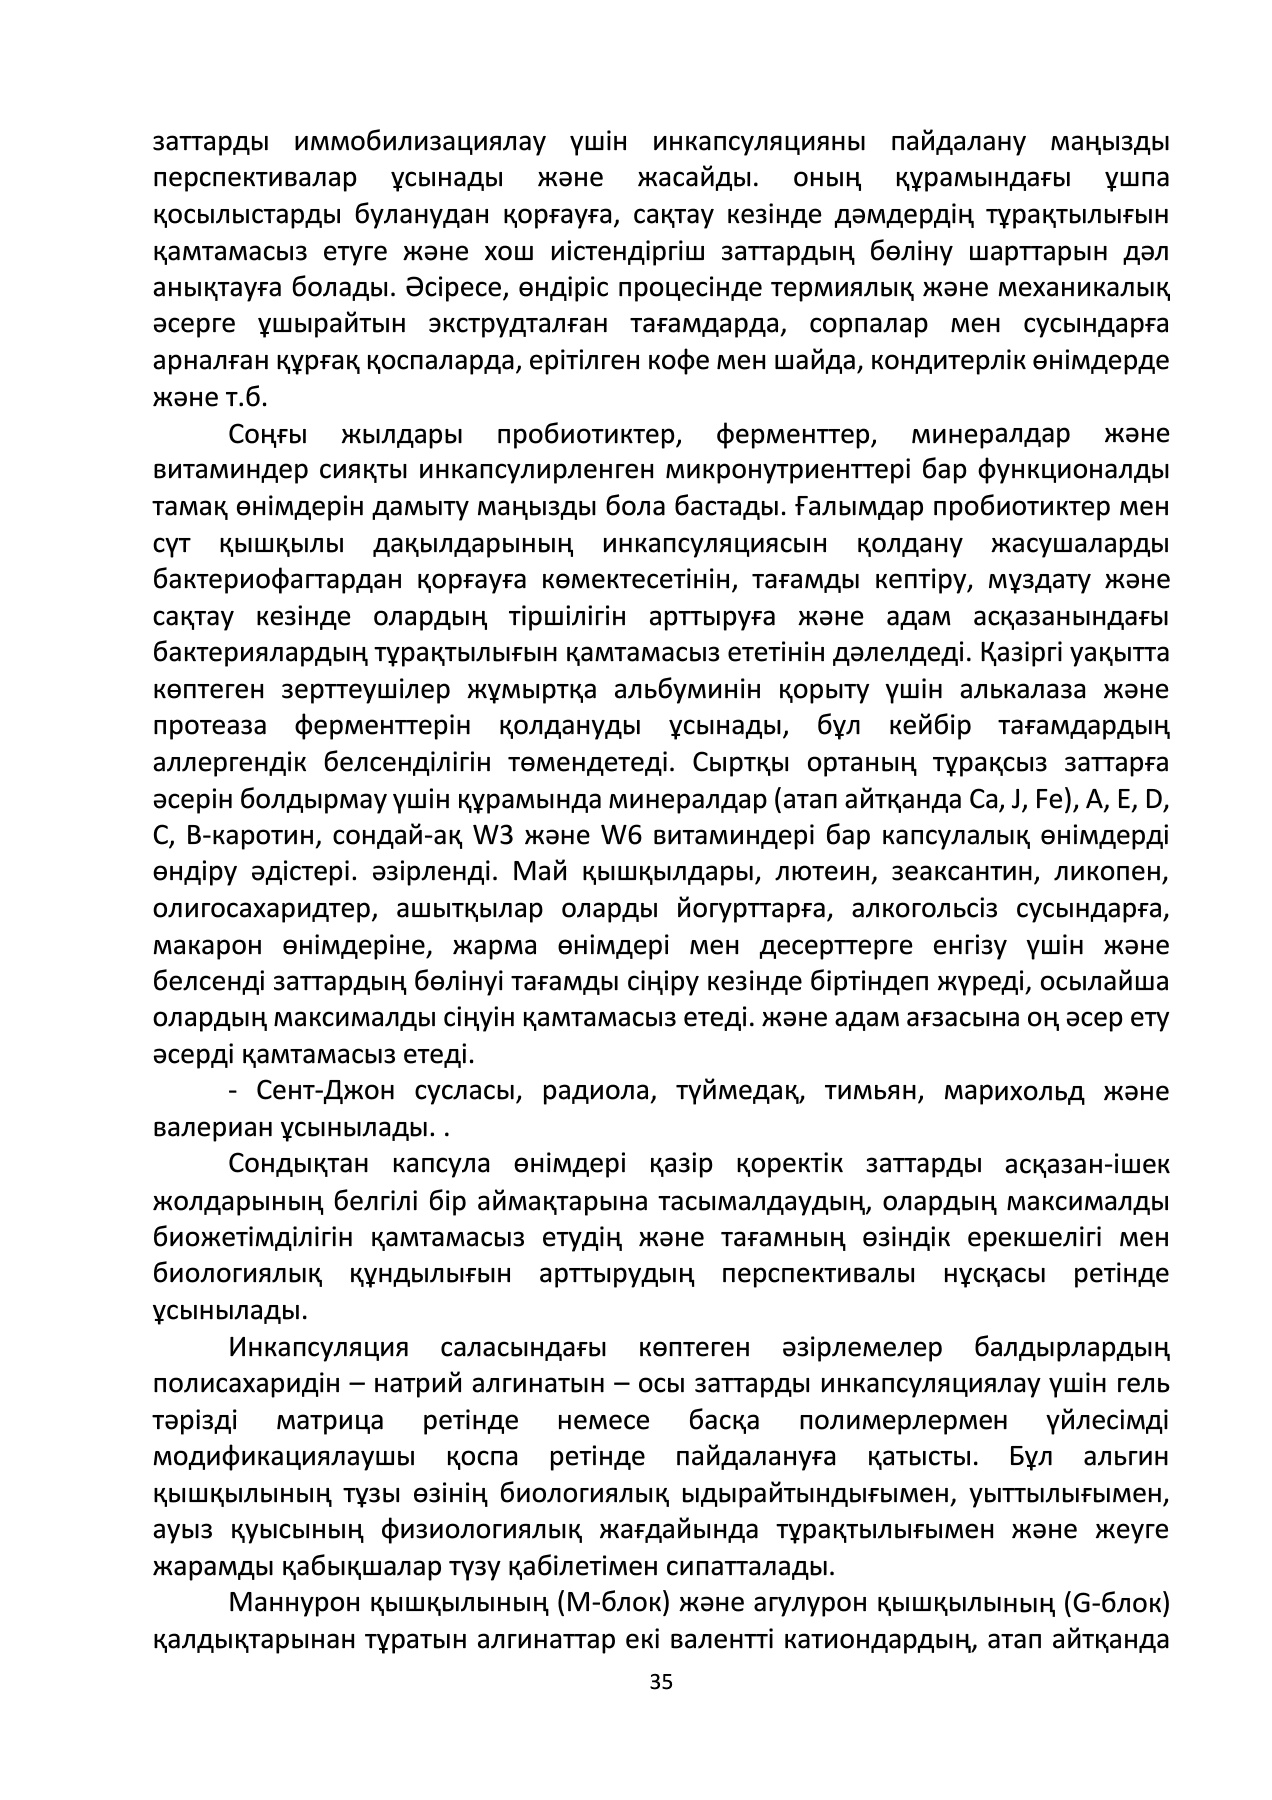 заттарды иммобилизациялау үшін инкапсуляцияны пайдалану маңызды
перспективалар ұсынады және жасайды. оның құрамындағы ұшпа
қосылыстарды буланудан қорғауға, сақтау кезінде дәмдердің тұрақтылығын
қамтамасыз етуге және хош иістендіргіш заттардың бөліну шарттарын дәл
анықтауға болады. Әсіресе, өндіріс процесінде термиялық және механикалық
әсерге ұшырайтын экструдталған тағамдарда, сорпалар мен сусындарға
арналған құрғақ қоспаларда, ерітілген кофе мен шайда, кондитерлік өнімдерде
және т.б.
Соңғы жылдары пробиотиктер, ферменттер, минералдар және
витаминдер сияқты инкапсулирленген микронутриенттері бар функционалды
тамақ өнімдерін дамыту маңызды бола бастады. Ғалымдар пробиотиктер мен
сүт қышқылы дақылдарының инкапсуляциясын қолдану жасушаларды
бактериофагтардан қорғауға көмектесетінін, тағамды кептіру, мұздату және
сақтау кезінде олардың тіршілігін арттыруға және адам асқазанындағы
бактериялардың тұрақтылығын қамтамасыз ететінін дәлелдеді. Қазіргі уақытта
көптеген зерттеушілер жұмыртқа альбуминін қорыту үшін алькалаза және
протеаза ферменттерін қолдануды ұсынады, бұл кейбір тағамдардың
аллергендік белсенділігін төмендетеді. Сыртқы ортаның тұрақсыз заттарға
әсерін болдырмау үшін құрамында минералдар (атап айтқанда Ca, J, Fe), A, E, D,
C, B-каротин, сондай-ақ W3 және W6 витаминдері бар капсулалық өнімдерді
өндіру әдістері. әзірленді. Май қышқылдары, лютеин, зеаксантин, ликопен,
олигосахаридтер, ашытқылар оларды йогурттарға, алкогольсіз сусындарға,
макарон өнімдеріне, жарма өнімдері мен десерттерге енгізу үшін және
белсенді заттардың бөлінуі тағамды сіңіру кезінде біртіндеп жүреді, осылайша
олардың максималды сіңуін қамтамасыз етеді. және адам ағзасына оң әсер ету
әсерді қамтамасыз етеді.
- Сент-Джон сусласы, радиола, түймедақ, тимьян, марихольд және
валериан ұсынылады. .
Сондықтан капсула өнімдері қазір қоректік заттарды асқазан-ішек
жолдарының белгілі бір аймақтарына тасымалдаудың, олардың максималды
биожетімділігін қамтамасыз етудің және тағамның өзіндік ерекшелігі мен
биологиялық құндылығын арттырудың перспективалы нұсқасы ретінде
ұсынылады.
Инкапсуляция саласындағы көптеген әзірлемелер балдырлардың
полисахаридін – натрий алгинатын – осы заттарды инкапсуляциялау үшін гель
тәрізді матрица ретінде немесе басқа полимерлермен үйлесімді
модификациялаушы қоспа ретінде пайдалануға қатысты. Бұл альгин
қышқылының тұзы өзінің биологиялық ыдырайтындығымен, уыттылығымен,
ауыз қуысының физиологиялық жағдайында тұрақтылығымен және жеуге
жарамды қабықшалар түзу қабілетімен сипатталады.
Маннурон қышқылының (М-блок) және агулурон қышқылының (G-блок)
қалдықтарынан тұратын алгинаттар екі валентті катиондардың, атап айтқанда
35